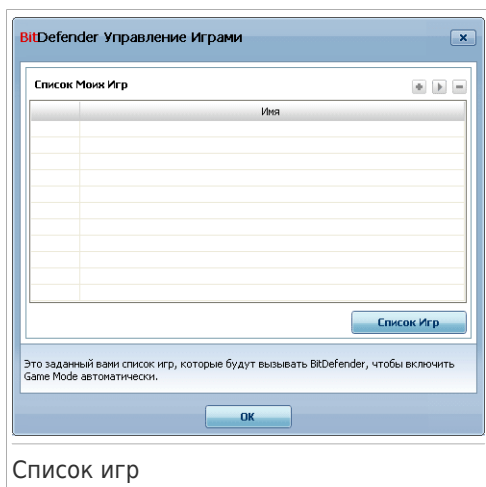 BitDefender Управление Играми
Список Моих Игр
Имя
Список Игр
Это заданный вами список игр, которые будут вызывать BitDefender, чтобы включить
Game Mode автоматически.
OK
Список игр